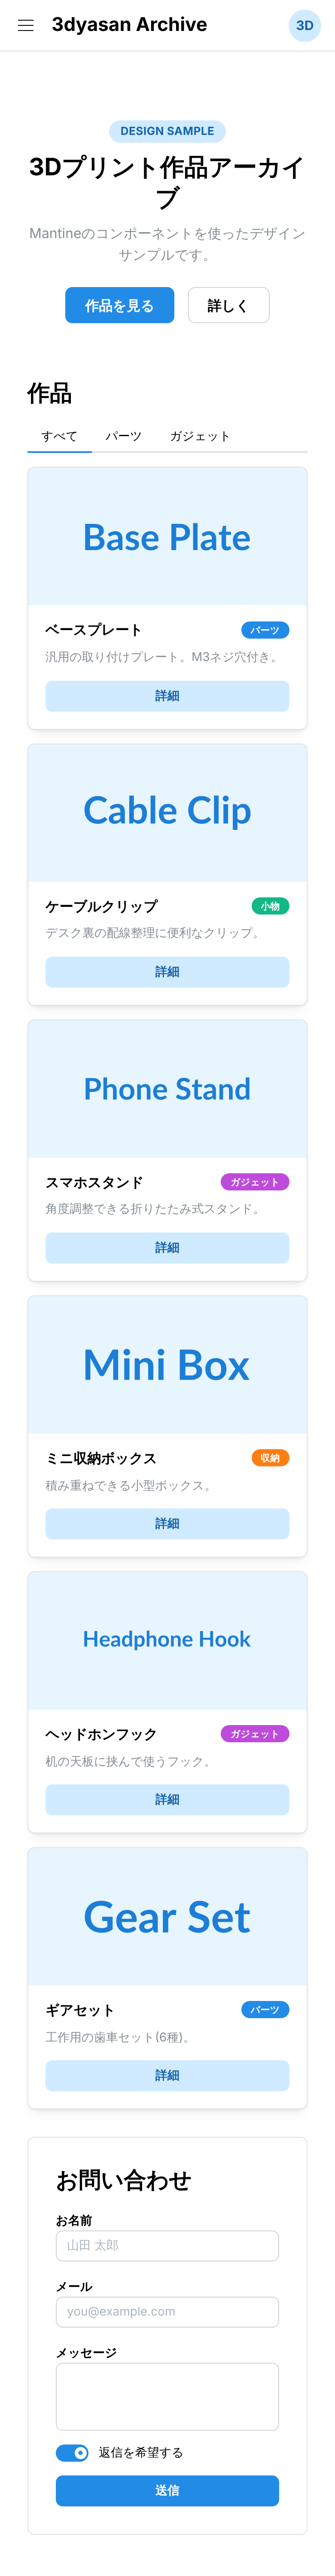 3dyasan Archive
3D
DESIGN SAMPLE
3Dプリント作品アーカイ
ブ
Mantineのコンポーネントを使ったデザイン
サンプルです。
作品を見る
詳しく
作品
すべて
パーツ
ガジェット
Base Plate
ベースプレート
パーツ
汎用の取り付けプレート。M3ネジ穴付き。
詳細
Cable Clip
ケーブルクリップ
小物
デスク裏の配線整理に便利なクリップ。
詳細
Phone Stand
スマホスタンド
ガジェット
角度調整できる折りたたみ式スタンド。
詳細
Mini Box
ミニ収納ボックス
収納
積み重ねできる小型ボックス。
詳細
Headphone Hook
ヘッドホンフック
ガジェット
机の天板に挟んで使うフック。
詳細
Gear Set
ギアセット
パーツ
工作用の歯車セット(6種)。
詳細
お問い合わせ
お名前
山田 太郎
メール
you@example.com
メッセージ
返信を希望する
送信